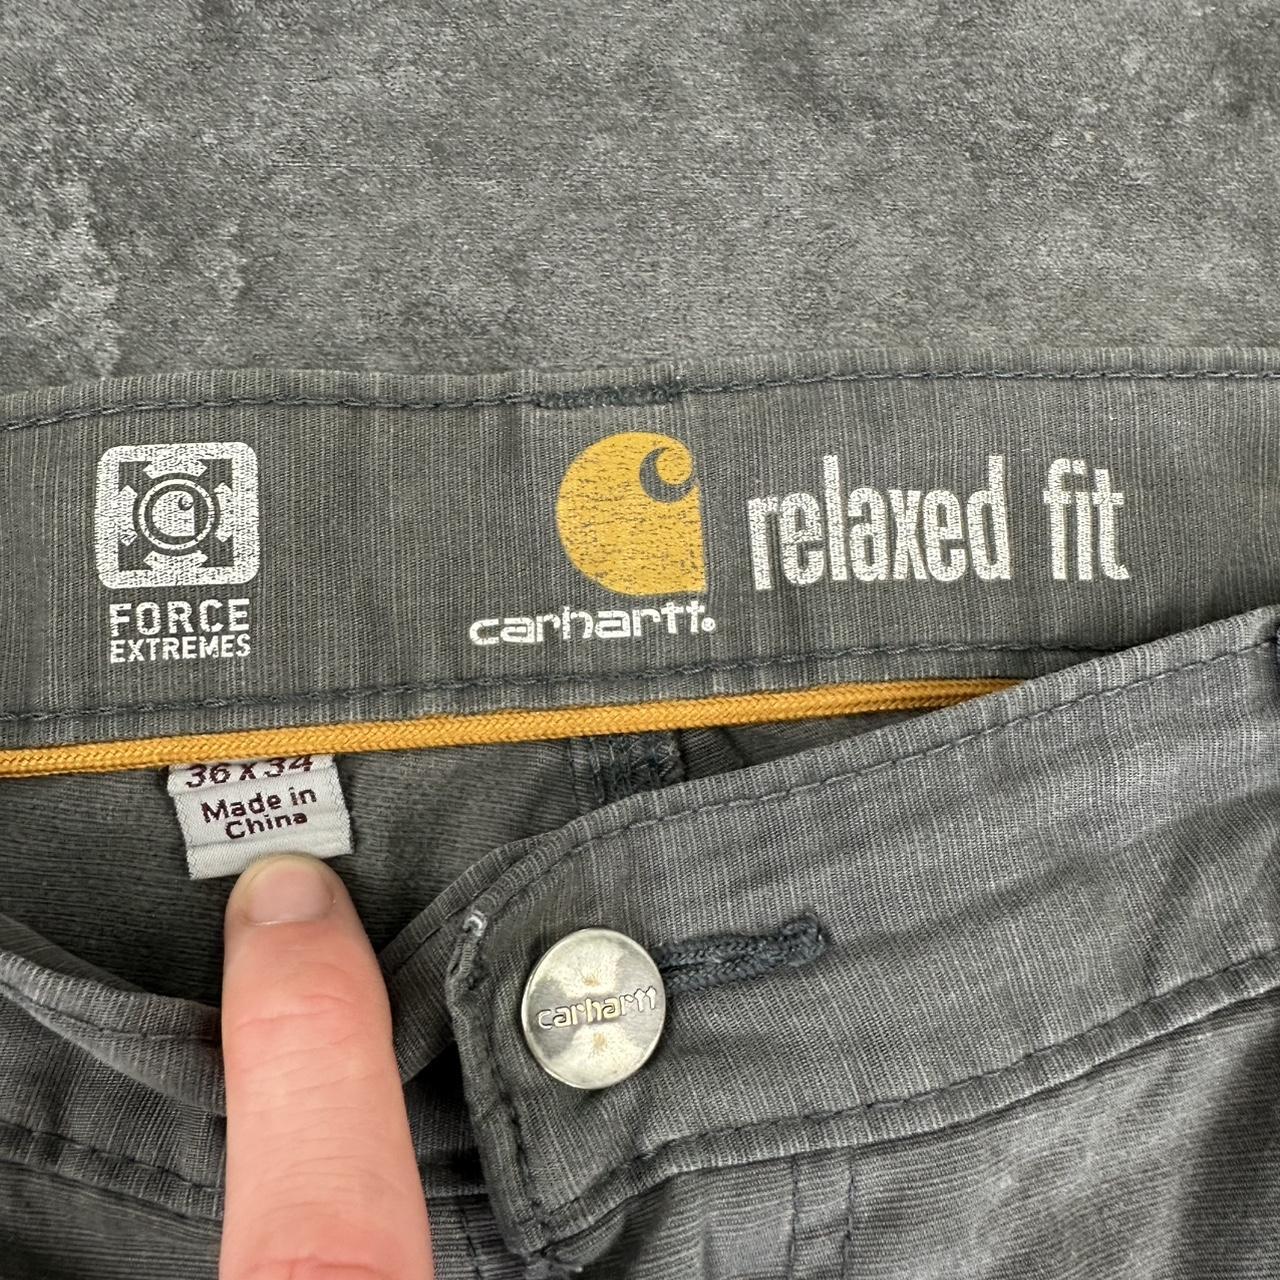 FORCE
EXTREMES
carhartt®
relaxed fit
36 x 34
Made in
China
carhartt